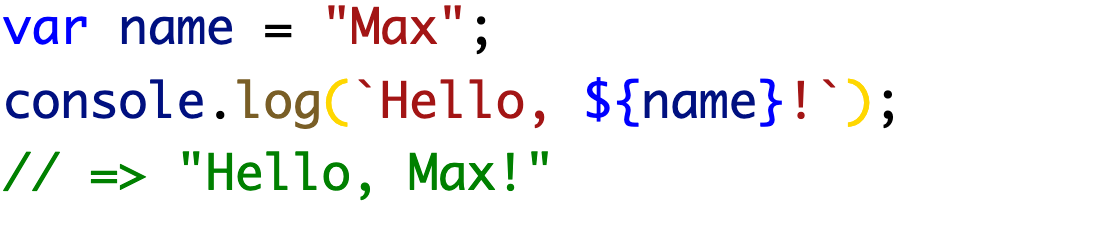 var name = "Max";
console.log(`Hello, ${name}!`);
// => "Hello, Max!"